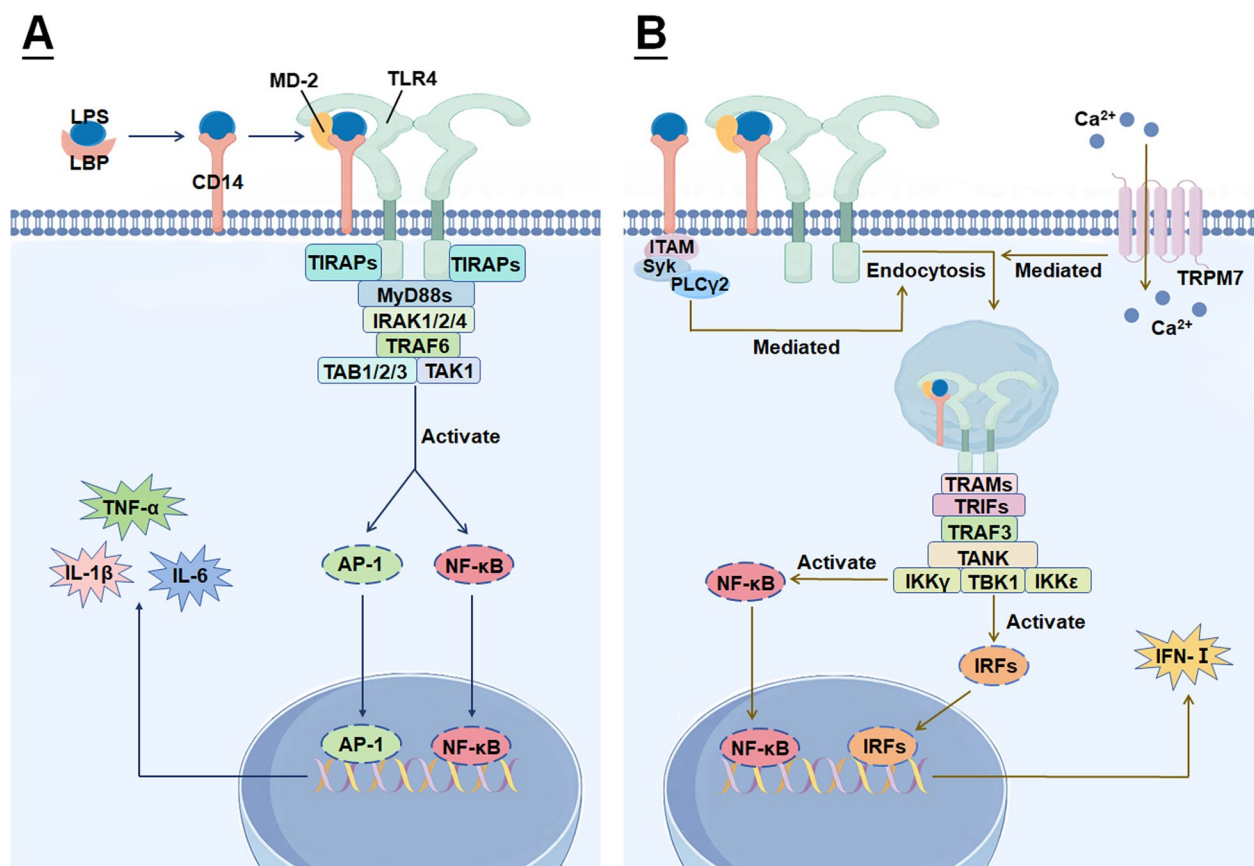 A
MD-2
TLR4
LPS
LBP
CD14
TIRAPs
TIRAPs
MyD88s
IRAK1/2/4
TRAF6
TAB1/2/3
TAK1
Activate
TNF-α
IL-1β
IL-6
AP-1
NF-κB
AP-1
NF-κB
B
Ca²⁺
ITAM
Syk
PLCγ2
Endocytosis
Mediated
TRPM7
Ca²⁺
Mediated
TRAMs
TRIFs
TRAF3
TANK
IKKγ
TBK1
IKKε
Activate
NF-κB
Activate
IRFs
IFN-Ⅰ
NF-κB
IRFs